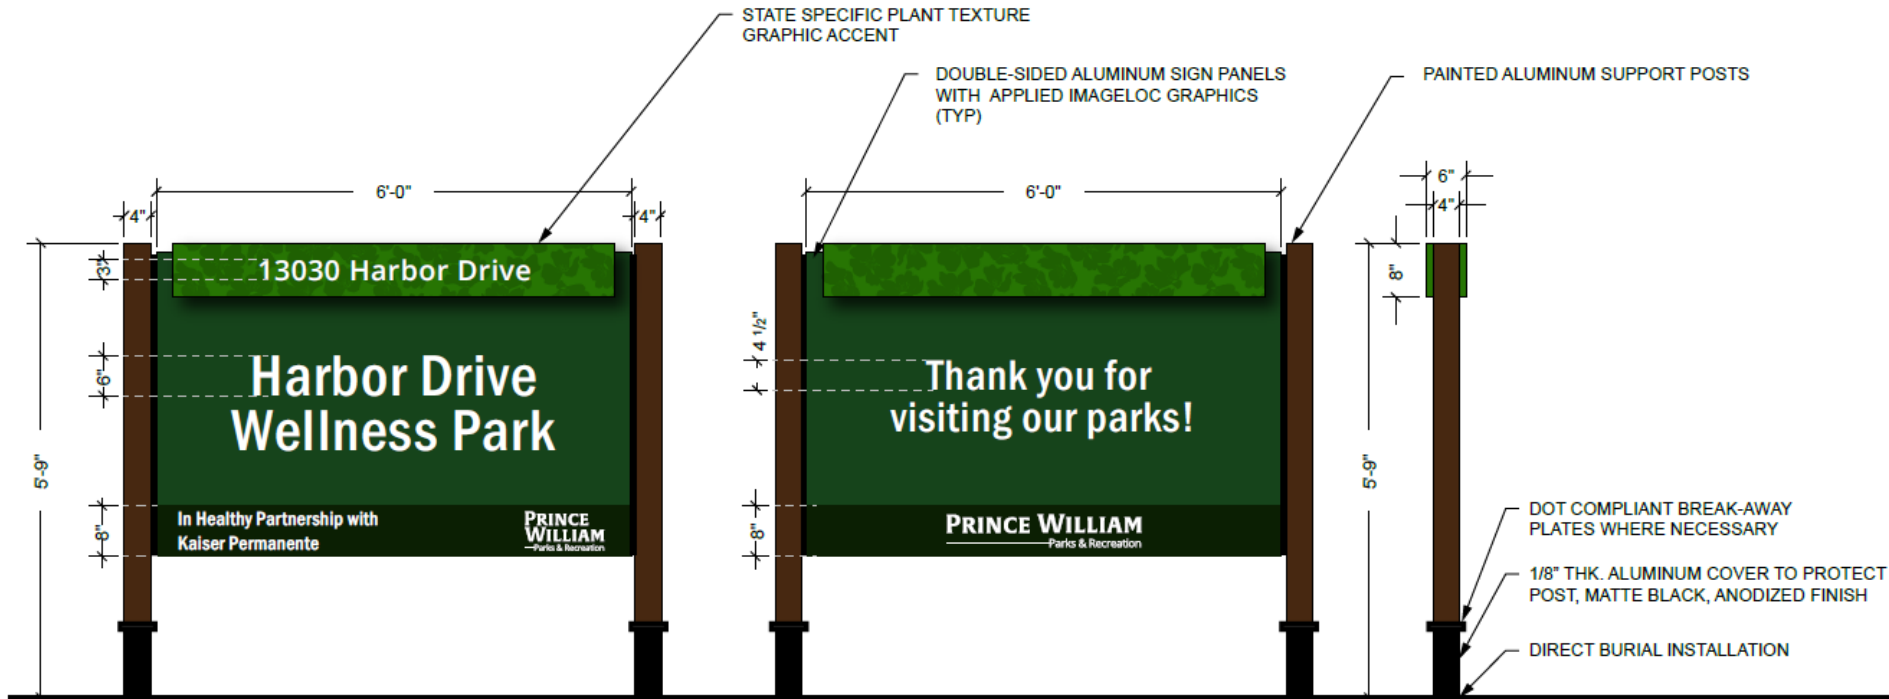 STATE SPECIFIC PLANT TEXTURE
GRAPHIC ACCENT
DOUBLE-SIDED ALUMINUM SIGN PANELS
WITH APPLIED IMAGELOC GRAPHICS
(TYP)
PAINTED ALUMINUM SUPPORT POSTS
6'-0"
4"
4"
3"
13030 Harbor Drive
6"
Harbor Drive
Wellness Park
5'-9"
8"
In Healthy Partnership with
Kaiser Permanente
PRINCE
WILLIAM
Parks & Recreation
6'-0"
4 1/2"
Thank you for
visiting our parks!
8"
PRINCE WILLIAM
Parks & Recreation
6"
4"
8"
5'-9"
DOT COMPLIANT BREAK-AWAY
PLATES WHERE NECESSARY
1/8" THK. ALUMINUM COVER TO PROTECT
POST, MATTE BLACK, ANODIZED FINISH
DIRECT BURIAL INSTALLATION